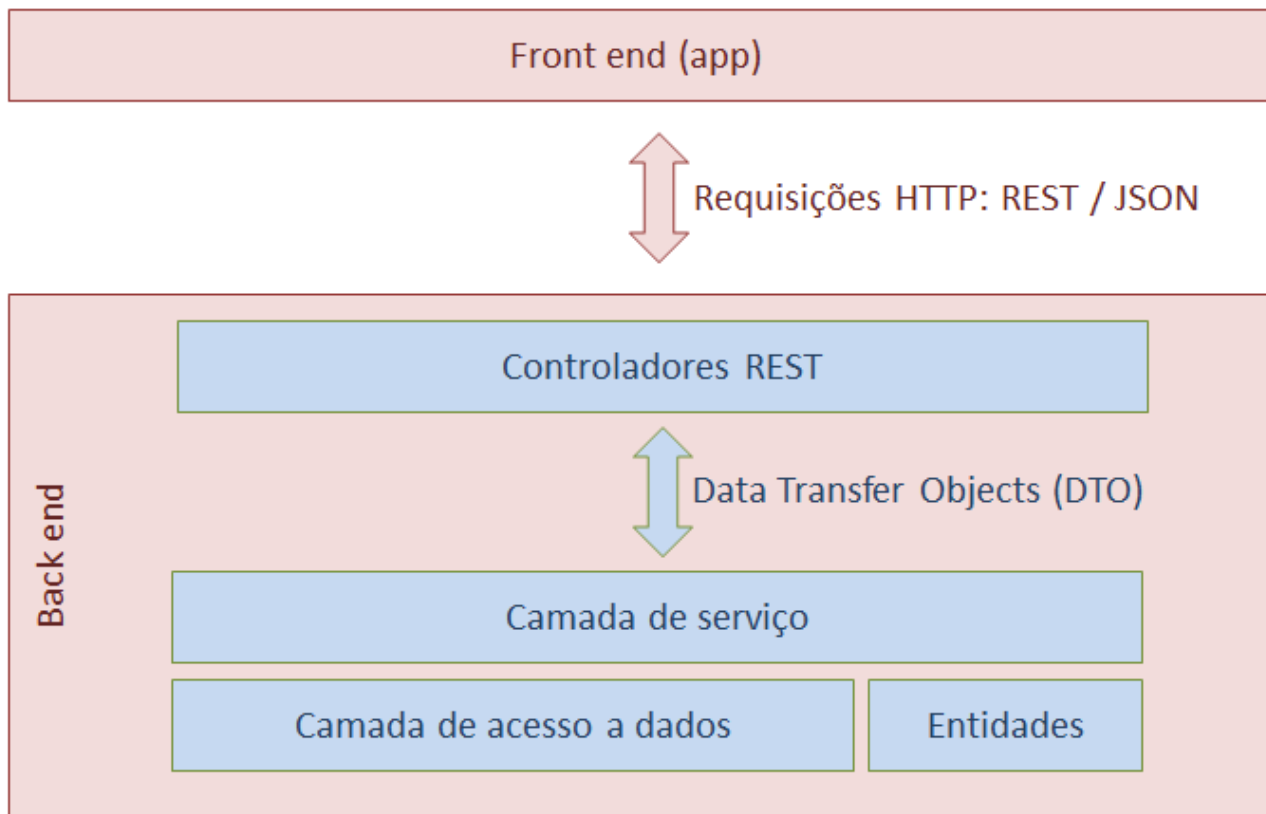 Front end (app)
Requisições HTTP: REST / JSON
Controladores REST
Data Transfer Objects (DTO)
Back end
Camada de serviço
Camada de acesso a dados
Entidades